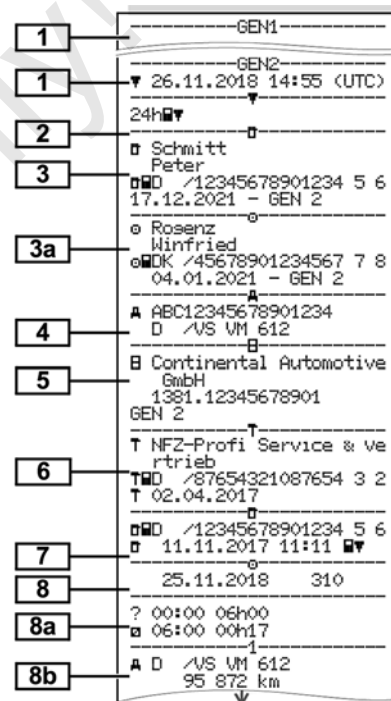 GEN1
1
GEN2
1
▼ 26.11.2018 14:55 (UTC)
▼
24h▼
2
Schmitt
Peter
3
D /12345678901234 5 6
17.12.2021 - GEN 2
Rogenz
Winfried
3a
DK /45678901234567 7 8
04.01.2021 - GEN 2
A
A ABC12345678901234
4
D /VS VM 612
B
B Continental Automotive
GmbH
5
1381.12345678901
GEN 2
T
T NFZ-Profi Service & Ve
rtrieb
6
T D /87654321087654 3 2
T 02.04.2017
D /12345678901234 5 6
7
11.11.2017 11:11 ▼
8
25.11.2018 310
8a
? 00:00 06h00
06:00 00h17
1
8b
A D /VS VM 612
95 872 km